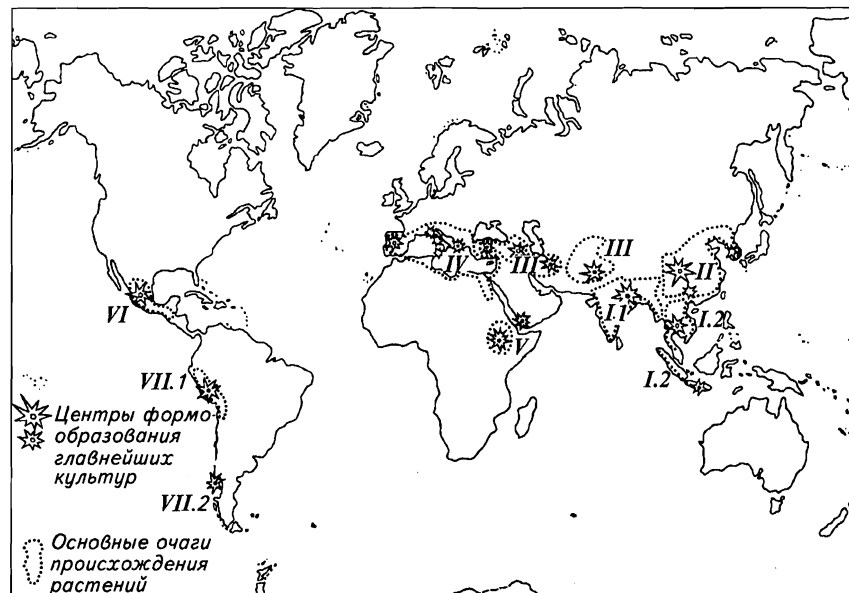 III
III
IV
II
I.1
I.2
VI
V
VII.1
I.2
Центры формо-
образования
главнейших
культур
VII.2
Основные очаги
происхождения
растений